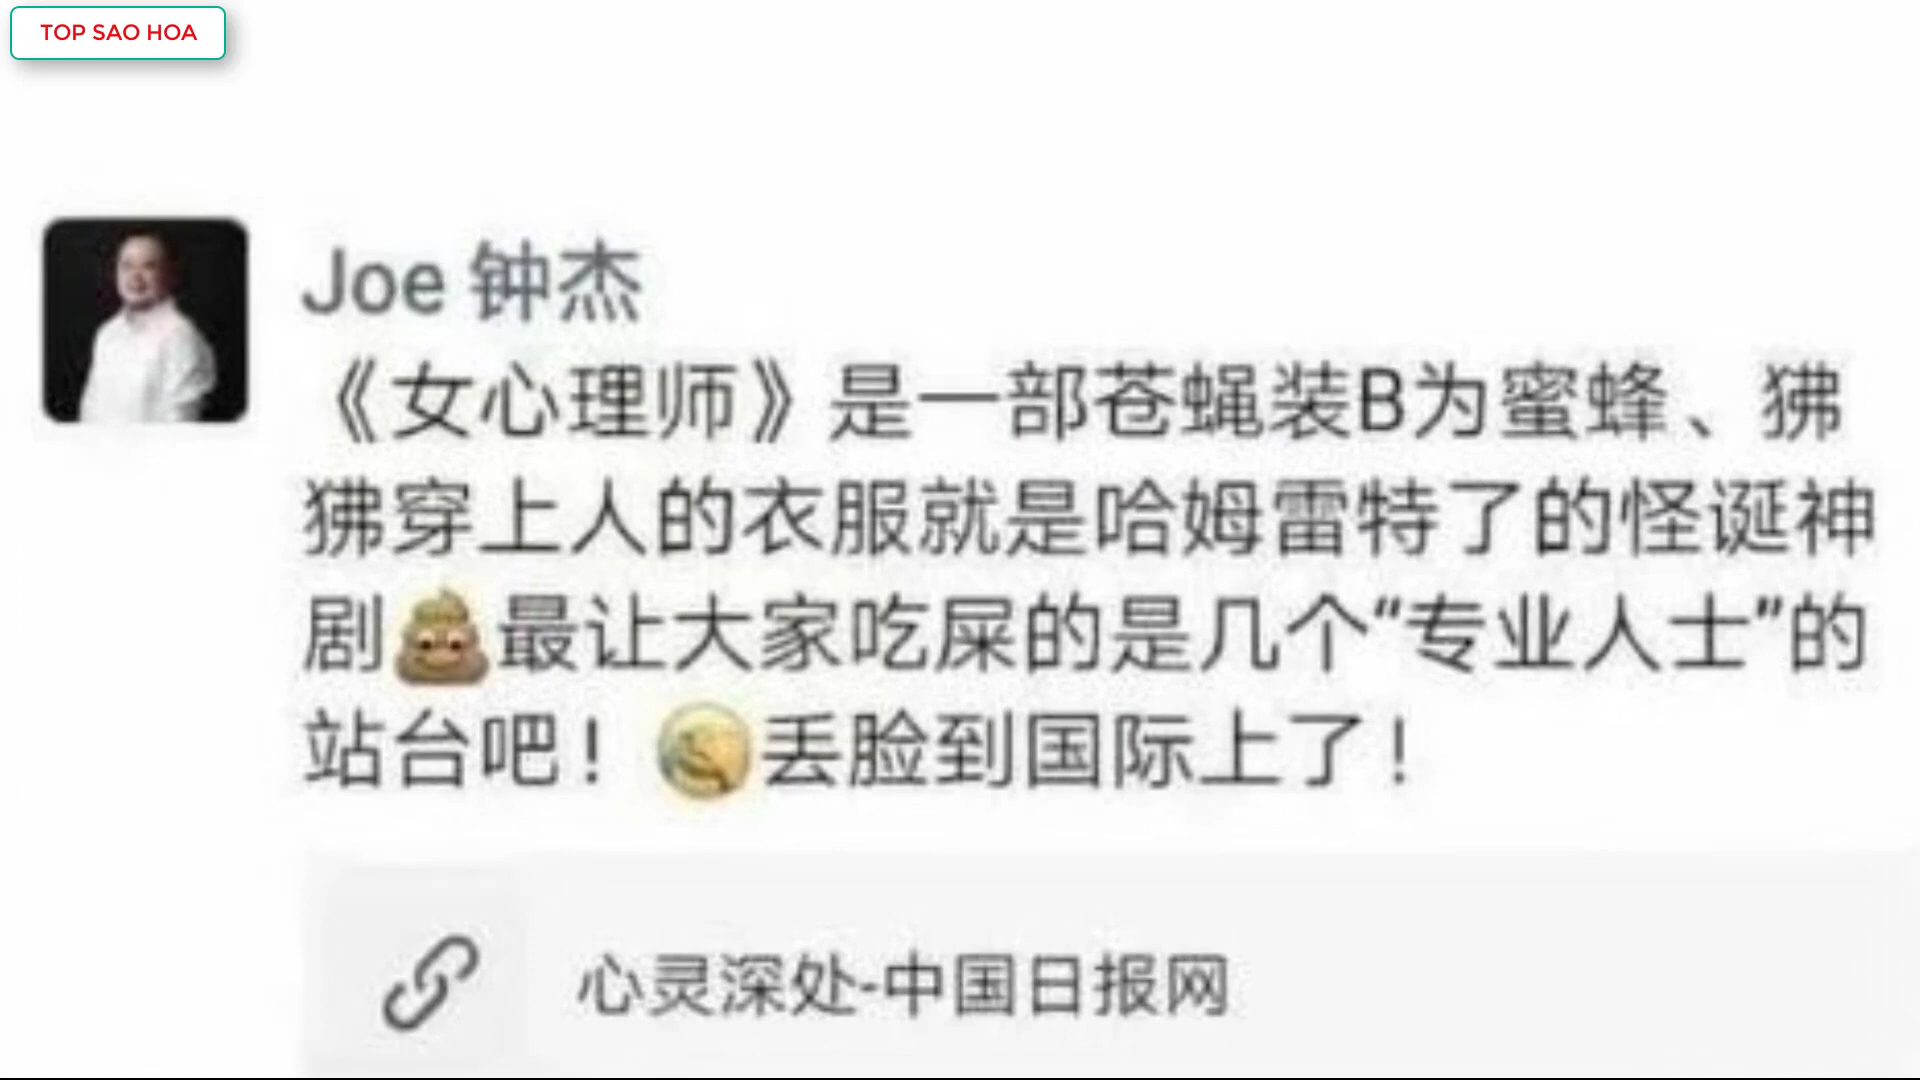 TOP SAO HOA
Joe 钟杰
《女心理师》是一部苍蝇装B为蜜蜂、狒
狒穿上人的衣服就是哈姆雷特了的怪诞神
剧💩最让大家吃屎的是几个“专业人士”的
站台吧！🤦丢脸到国际上了！
心灵深处-中国日报网